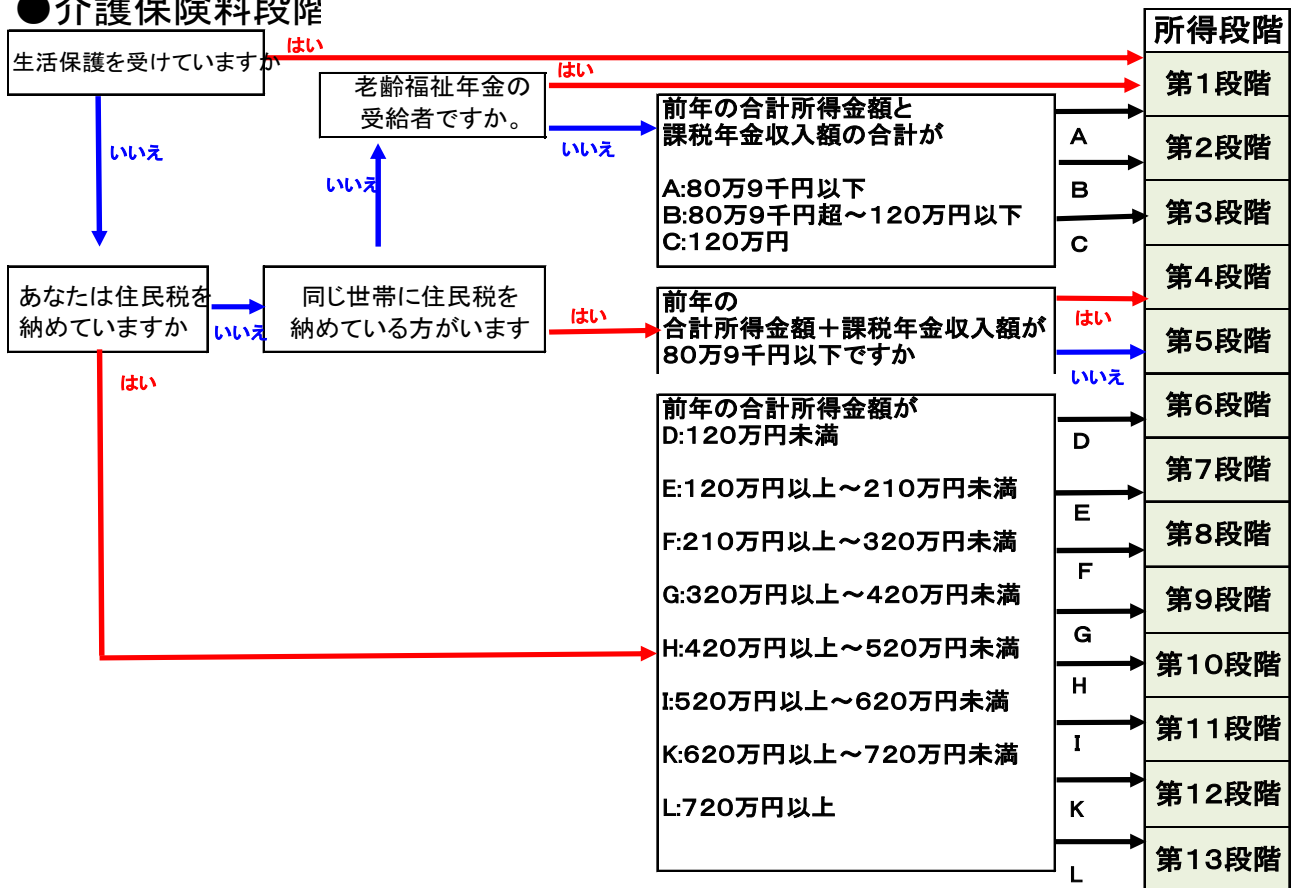 ●介護保険料段階
所得段階
生活保護を受けていますか
はい
いいえ
老齢福祉年金の
受給者ですか。
はい
いいえ
いいえ
前年の合計所得金額と
課税年金収入額の合計が
A:80万9千円以下
B:80万9千円超～120万円以下
C:120万円
A
B
C
第1段階
第2段階
第3段階
あなたは住民税を
納めていますか
いいえ
はい
同じ世帯に住民税を
納めている方がいます
はい
前年の
合計所得金額＋課税年金収入額が
80万9千円以下ですか
はい
いいえ
第4段階
第5段階
前年の合計所得金額が
D:120万円未満
E:120万円以上～210万円未満
F:210万円以上～320万円未満
G:320万円以上～420万円未満
H:420万円以上～520万円未満
I:520万円以上～620万円未満
K:620万円以上～720万円未満
L:720万円以上
D
E
F
G
H
I
K
L
第6段階
第7段階
第8段階
第9段階
第10段階
第11段階
第12段階
第13段階